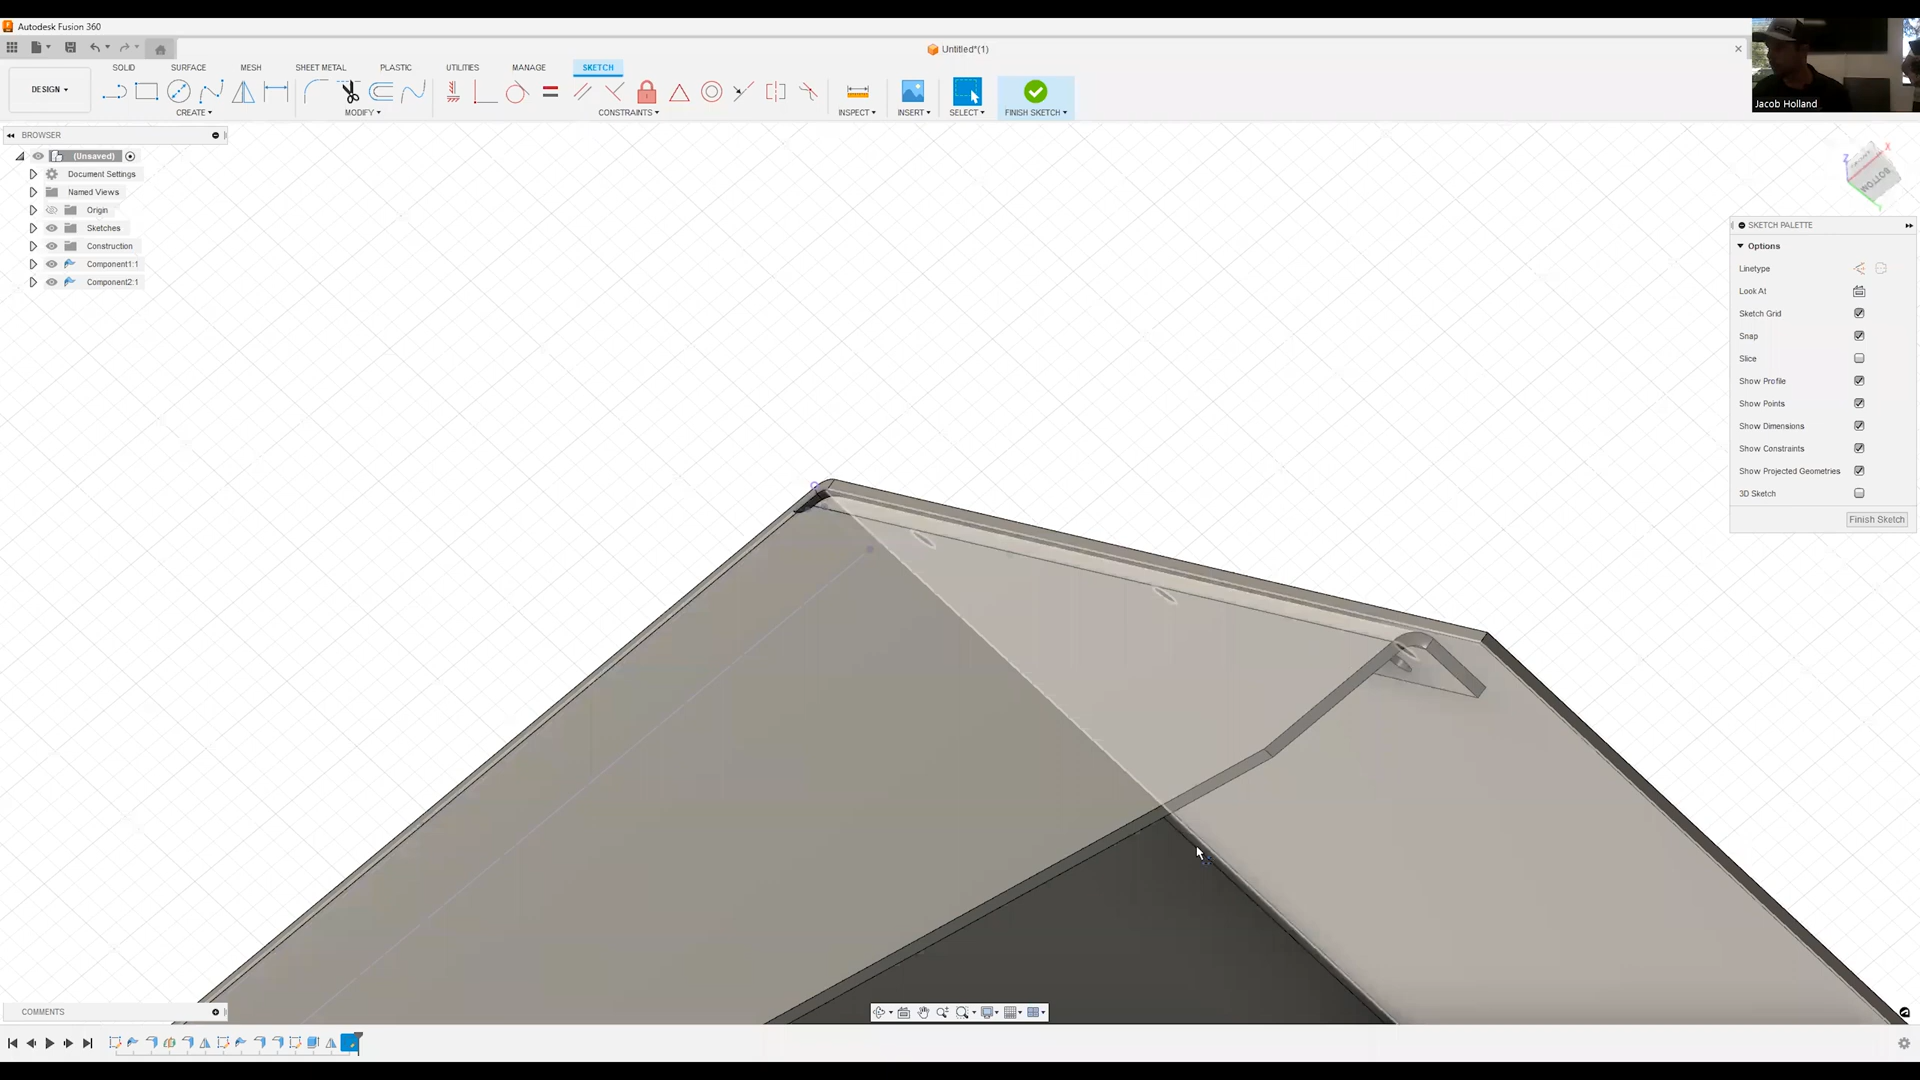 Autodesk Fusion 360
Untitled*(1)
Jacob Holland
DESIGN
SOLID SURFACE MESH SHEET METAL PLASTIC UTILITIES MANAGE SKETCH
CREATE MODIFY CONSTRAINTS INSPECT INSERT SELECT FINISH SKETCH
BROWSER
(Unsaved)
Document Settings
Named Views
Origin
Sketches
Construction
Component1:1
Component2:1
Z X
BOTTOM
SKETCH PALETTE
Options
Linetype
Look At
Sketch Grid
Snap
Slice
Show Profile
Show Points
Show Dimensions
Show Constraints
Show Projected Geometries
3D Sketch
Finish Sketch
COMMENTS